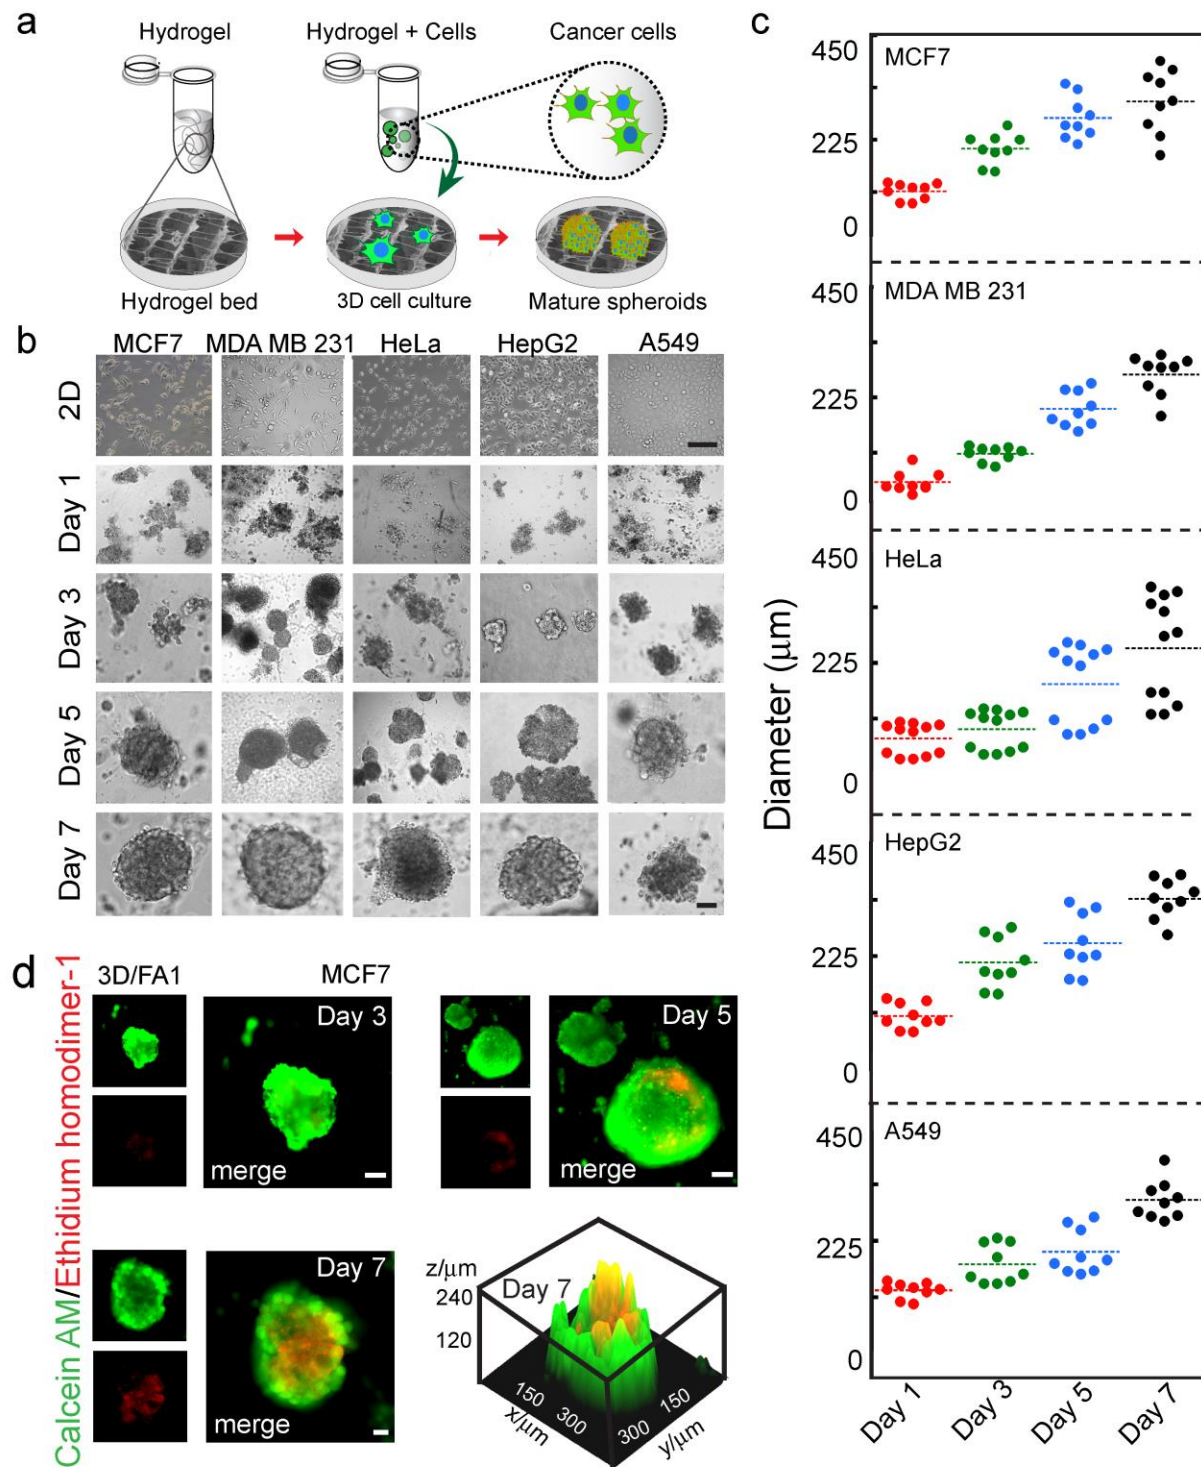 a
Hydrogel
Hydrogel + Cells
Cancer cells
Hydrogel bed
3D cell culture
Mature spheroids
b
MCF7
MDA MB 231
HeLa
HepG2
A549
2D
Day 1
Day 3
Day 5
Day 7
c
Diameter (μm)
MCF7
450
225
0
MDA MB 231
450
225
0
HeLa
450
225
0
HepG2
450
225
0
A549
450
225
0
Day 1
Day 3
Day 5
Day 7
d
Calcein AM/Ethidium homodimer-1
3D/FA1
MCF7
Day 3
merge
Day 5
merge
Day 7
merge
z/μm
240
120
Day 7
150
300
x/μm
300
150
y/μm